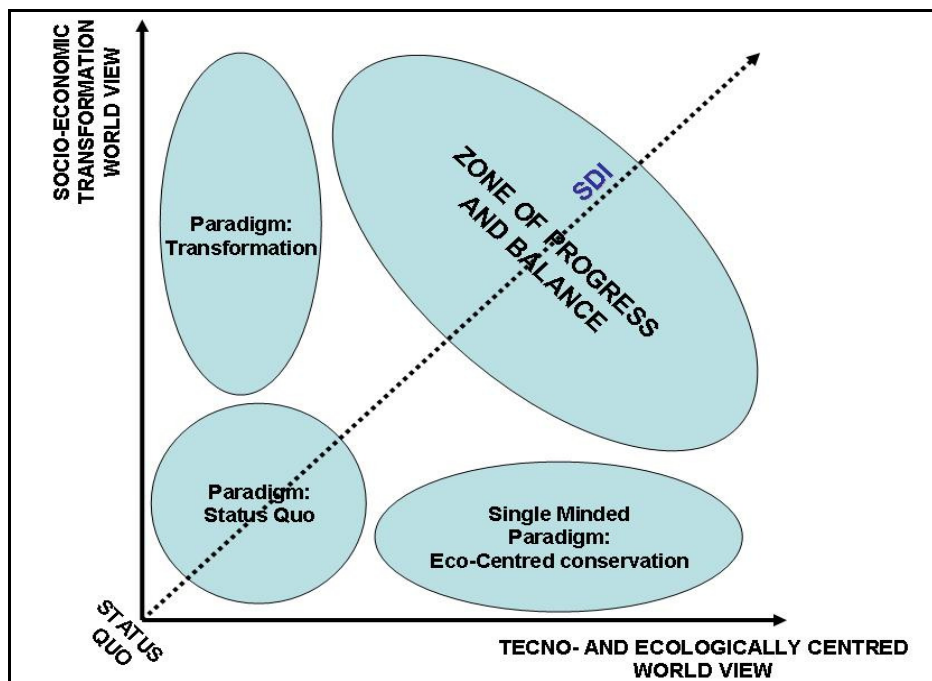 SOCIO-ECONOMIC
TRANSFORMATION
WORLD VIEW
Paradigm:
Transformation
SDI
ZONE OF PROGRESS
AND BALANCE
Paradigm:
Status Quo
Single Minded
Paradigm:
Eco-Centred conservation
STATUS
QUO
TECNO- AND ECOLOGICALLY CENTRED
WORLD VIEW